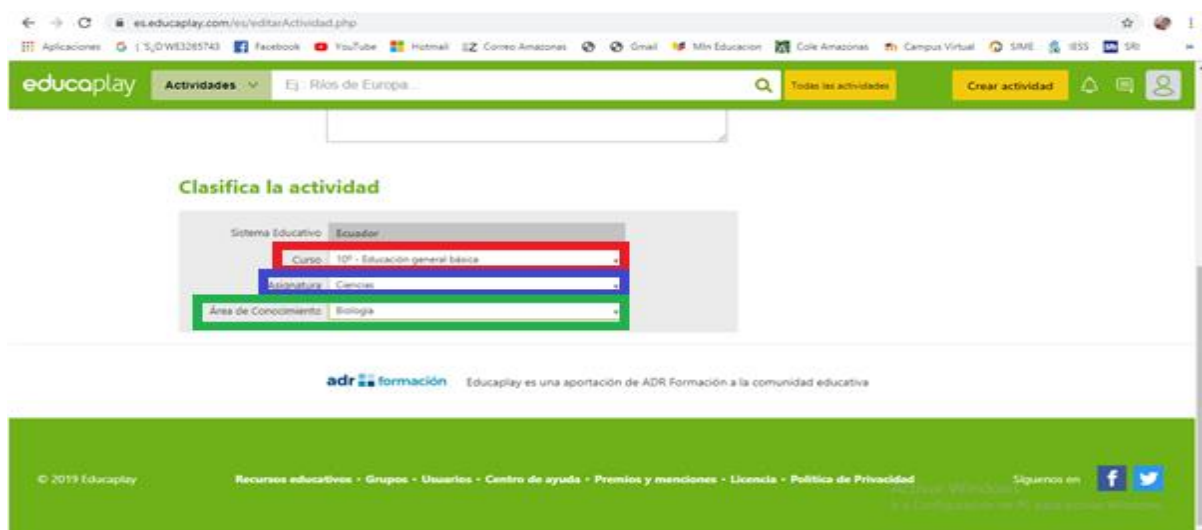 es.educaplay.com/es/editarActividad.php
Aplicaciones Facebook YouTube Hotmail Correo Amazonas Gmail Min Educacion Cole Amazonas Campus Virtual SIME IESS SRI
educaplay Actividades Ej.: Ríos de Europa... Todas las actividades Crear actividad
Clasifica la actividad
Sistema Educativo Ecuador
Curso 10º - Educación general básica
Asignatura Ciencias
Área de Conocimiento Biología
adr formación Educaplay es una aportación de ADR Formación a la comunidad educativa
© 2019 Educaplay Recursos educativos · Grupos · Usuarios · Centro de ayuda · Premios y menciones · Licencia · Política de Privacidad Síguenos en